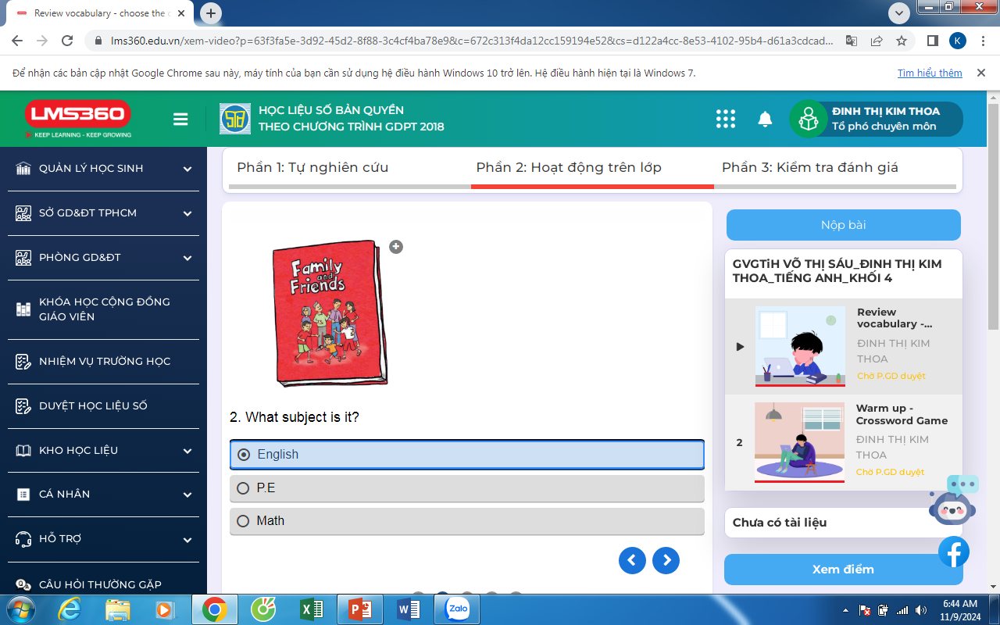 Review vocabulary - choose the c
lms360.edu.vn/xem-video?p=63f3fa5e-3d92-45d2-8f88-3c4cf4ba78e9&c=672c313f4da12cc159194e52&cs=d122a4cc-8e53-4102-95b4-d61a3cdcad...
K
Để nhận các bản cập nhật Google Chrome sau này, máy tính của bạn cần sử dụng hệ điều hành Windows 10 trở lên. Hệ điều hành hiện tại là Windows 7.
Tìm hiểu thêm
LMS360
KEEP LEARNING - KEEP GROWING
HỌC LIỆU SỐ BẢN QUYỀN
THEO CHƯƠNG TRÌNH GDPT 2018
ĐINH THỊ KIM THOA
Tổ phó chuyên môn
QUẢN LÝ HỌC SINH
SỞ GD&ĐT TPHCM
PHÒNG GD&ĐT
KHÓA HỌC CỘNG ĐỒNG
GIÁO VIÊN
NHIỆM VỤ TRƯỜNG HỌC
DUYỆT HỌC LIỆU SỐ
KHO HỌC LIỆU
CÁ NHÂN
HỖ TRỢ
CÂU HỎI THƯỜNG GẶP
Phần 1: Tự nghiên cứu
Phần 2: Hoạt động trên lớp
Phần 3: Kiểm tra đánh giá
Family
and
Friends
2. What subject is it?
English
P.E
Math
Nộp bài
GVGTiH VÕ THỊ SÁU_ĐINH THỊ KIM
THOA_TIẾNG ANH_KHỐI 4
Review
vocabulary -...
ĐINH THỊ KIM
THOA
Chờ P.GD duyệt
2
Warm up -
Crossword Game
ĐINH THỊ KIM
THOA
Chờ P.GD duyệt
Chưa có tài liệu
Xem điểm
Zalo
6:44 AM
11/9/2024